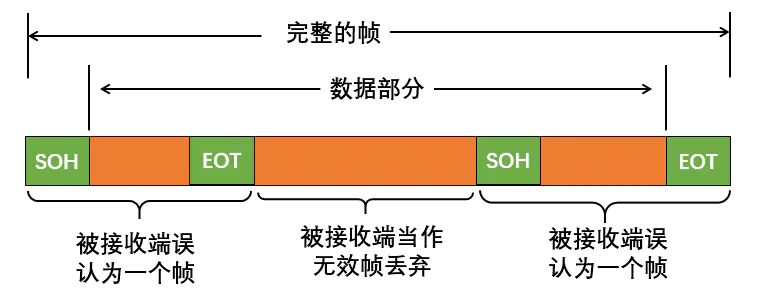 完整的帧
数据部分
SOH EOT SOH EOT
被接收端误
认为一个帧
被接收端当作
无效帧丢弃
被接收端误
认为一个帧